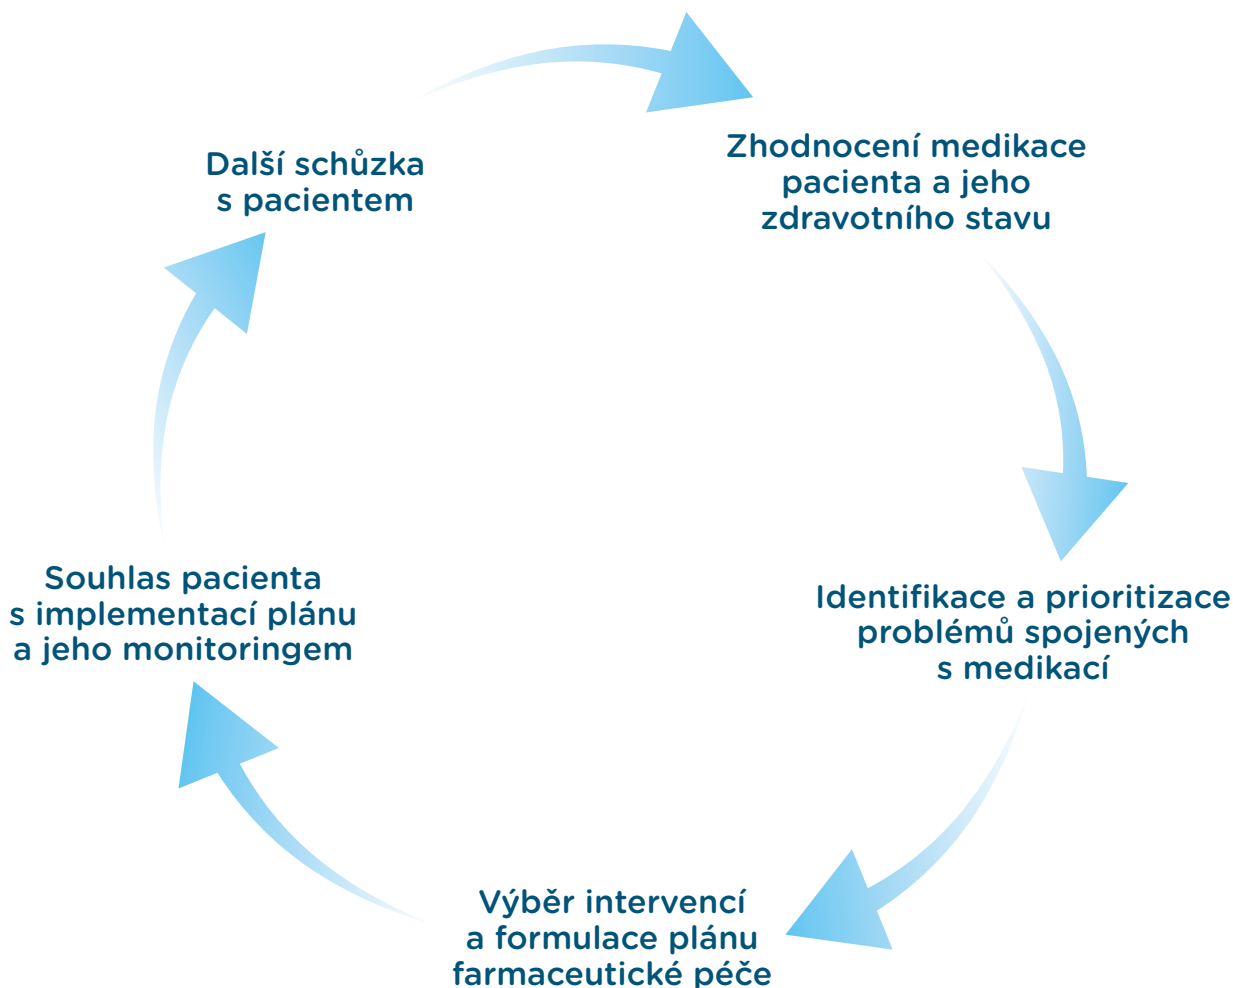 Další schůzka
s pacientem
Zhodnocení medikace
pacienta a jeho
zdravotního stavu
Identifikace a prioritizace
problémů spojených
s medikací
Výběr intervencí
a formulace plánu
farmaceutické péče
Souhlas pacienta
s implementací plánu
a jeho monitoringem